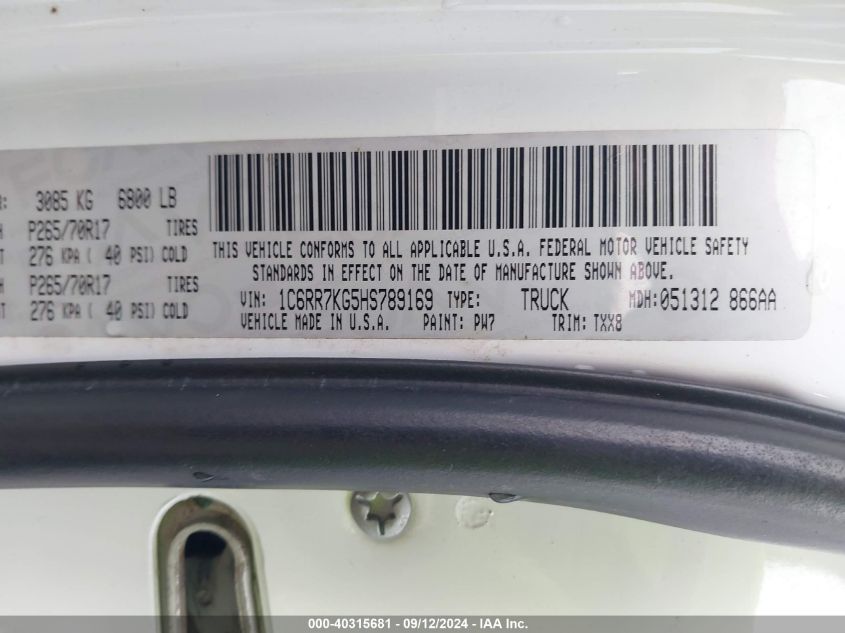 3085 KG 6800 LB
P265/70R17 TIRES
276 KPA ( 40 PSI) COLD
P265/70R17 TIRES
276 KPA ( 40 PSI) COLD
THIS VEHICLE CONFORMS TO ALL APPLICABLE U.S.A. FEDERAL MOTOR VEHICLE SAFETY
STANDARDS IN EFFECT ON THE DATE OF MANUFACTURE SHOWN ABOVE.
VIN: 1C6RR7KG5HS789169 TYPE: TRUCK MDH:051312 866AA
VEHICLE MADE IN U.S.A. PAINT: PW7 TRIM: TXX8
000-40315681 - 09/12/2024 - IAA Inc.